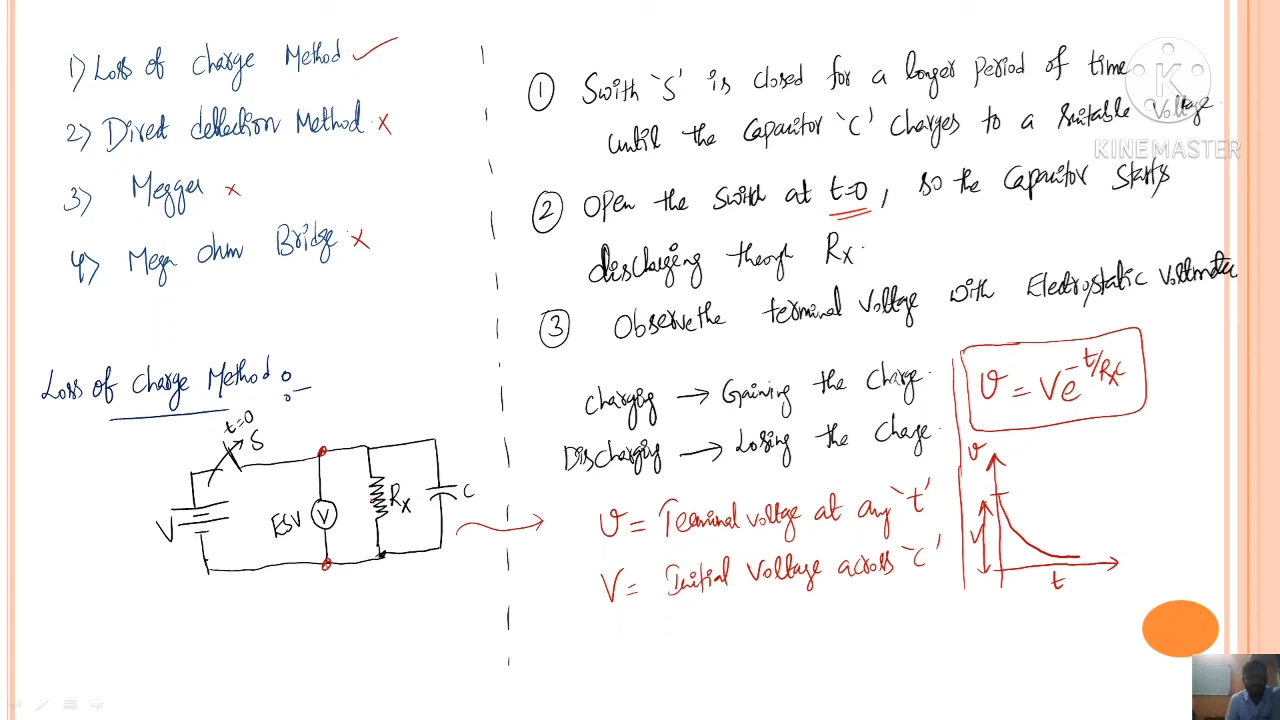 1) Loss of charge Method ✓
2) Direct deflection Method. ×
3) Megger ×
4) Mega ohm Bridge. ×
Loss of Charge Method :-
t=0
S
V
ESV
V
Rx
C
① Swith 'S' is closed for a longer period of time
until the Capacitor 'C' Charges to a suitable Voltage.
② Open the switch at t=0, so the Capacitor starts
discharging through Rx.
③ Observe the terminal voltage with Electrostatic Voltmeter
Charging → Gaining the Charge.
Discharging → Losing the Charge.
v = Terminal voltage at any 't'
V = Initial Voltage across 'C'
v = Ve^-t/RxC
v
V
t
K
KINEMASTER